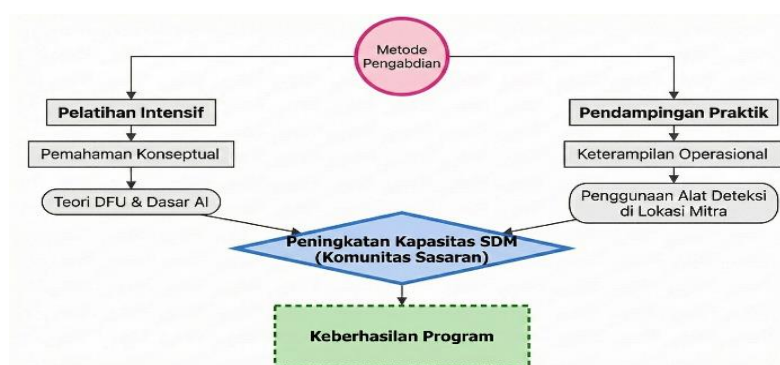 Metode
Pengabdian
Pelatihan Intensif
Pendampingan Praktik
Pemahaman Konseptual
Keterampilan Operasional
Teori DFU & Dasar AI
Penggunaan Alat Deteksi
di Lokasi Mitra
Peningkatan Kapasitas SDM
(Komunitas Sasaran)
Keberhasilan Program